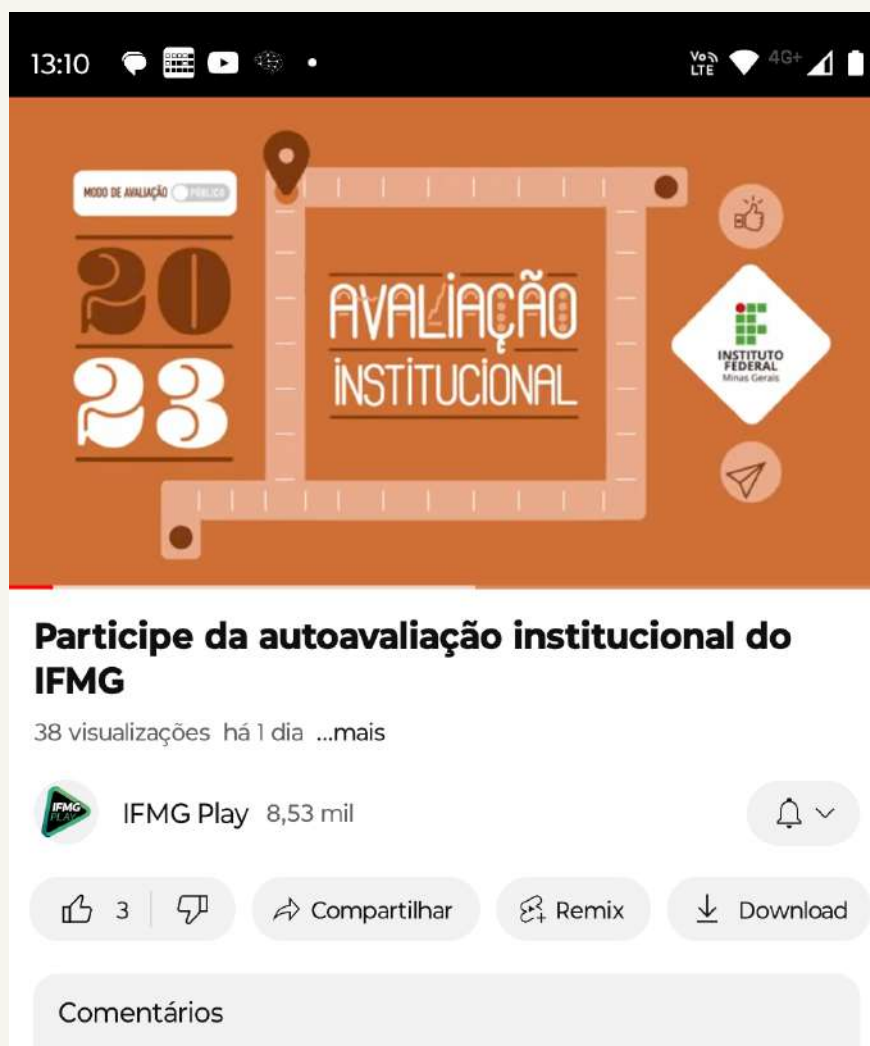 13:10
Vo LTE
4G+
MODO DE AVALIAÇÃO PÚBLICO
20
23
AVALIAÇÃO
INSTITUCIONAL
INSTITUTO
FEDERAL
Minas Gerais
Participe da autoavaliação institucional do
IFMG
38 visualizações há 1 dia ...mais
IFMG
PLAY
IFMG Play 8,53 mil
3
Compartilhar
Remix
Download
Comentários